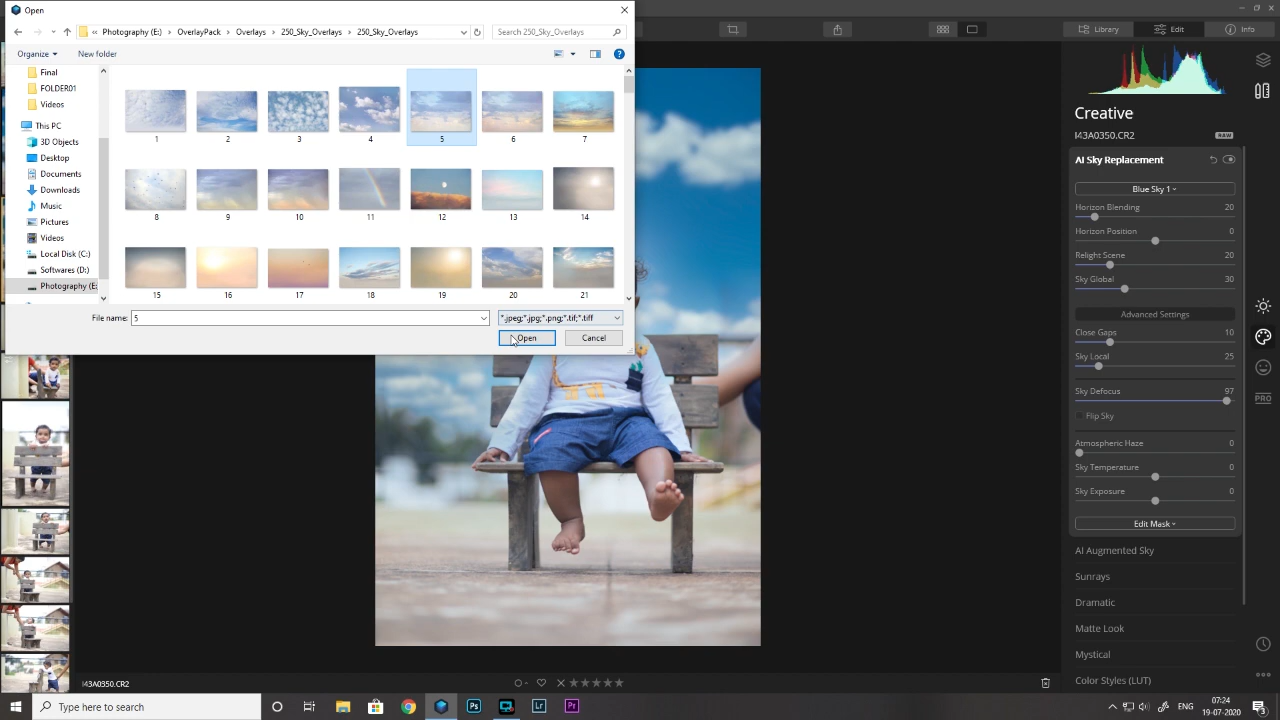 Open
« Photography (E:) > OverlayPack > Overlays > 250_Sky_Overlays > 250_Sky_Overlays
Search 250_Sky_Overlays
Organize
New folder
Library
Edit
Info
Final
FOLDER01
Videos
This PC
3D Objects
Desktop
Documents
Downloads
Music
Pictures
Videos
Local Disk (C:)
Softwares (D:)
Photography (E:
1 2 3 4 5 6 7
8 9 10 11 12 13 14
15 16 17 18 19 20 21
File name: 5
*.jpeg;*.jpg;*.png;*.tif;*.tiff
Open
Cancel
Creative
I43A0350.CR2
RAW
AI Sky Replacement
Blue Sky 1
Horizon Blending 20
Horizon Position 0
Relight Scene 20
Sky Global 30
Advanced Settings
Close Gaps 10
Sky Local 25
Sky Defocus 97
Flip Sky
Atmospheric Haze 0
Sky Temperature 0
Sky Exposure 0
Edit Mask
AI Augmented Sky
Sunrays
Dramatic
Matte Look
Mystical
Color Styles (LUT)
PRO
I43A0350.CR2
Type here to search
Ps
Lr
Pr
ENG
07:24
19-07-2020